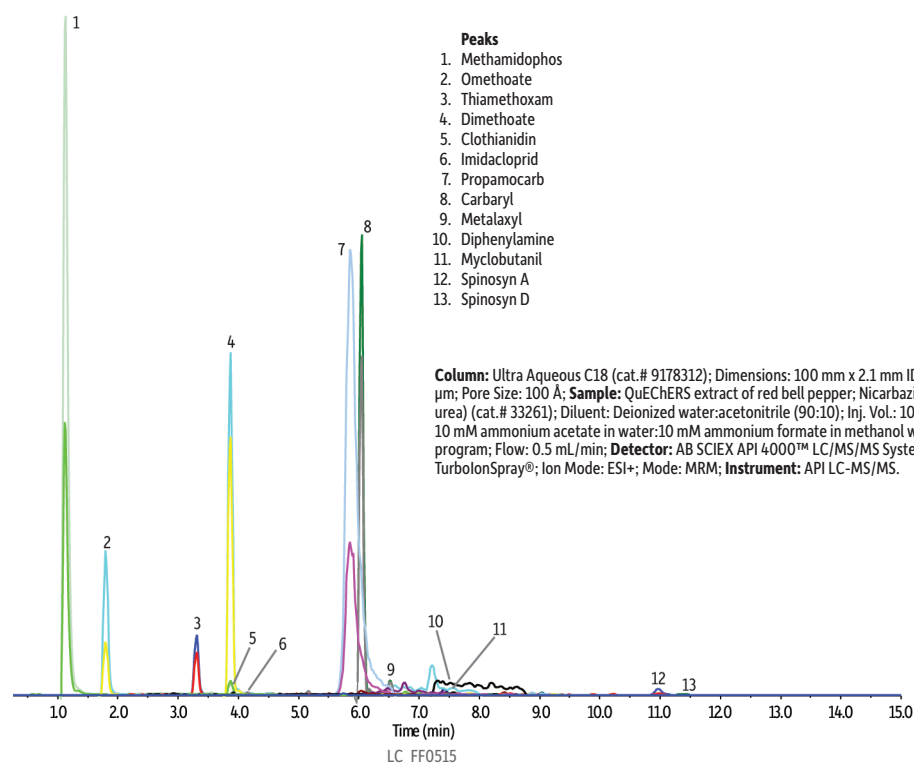 1
Peaks
1. Methamidophos
2. Omethoate
3. Thiamethoxam
4. Dimethoate
5. Clothianidin
6. Imidacloprid
7. Propamocarb
8. Carbaryl
9. Metalaxyl
10. Diphenylamine
11. Myclobutanil
12. Spinosyn A
13. Spinosyn D
8
7
4
Column: Ultra Aqueous C18 (cat.# 9178312); Dimensions: 100 mm x 2.1 mm ID
µm; Pore Size: 100 Å; Sample: QuEChERS extract of red bell pepper; Nicarbazi
urea) (cat.# 33261); Diluent: Deionized water:acetonitrile (90:10); Inj. Vol.: 10
10 mm ammonium acetate in water:10 mM ammonium formate in methanol w
program; Flow: 0.5 mL/min; Detector: AB SCIEX API 4000™ LC/MS/MS Syste
TurboIonSpray®; Ion Mode: ESI+; Mode: MRM; Instrument: API LC-MS/MS.
2
3
5
6
10
11
9
12
13
1.0 2.0 3.0 4.0 5.0 6.0 7.0 8.0 9.0 10.0 11.0 12.0 13.0 14.0 15.0
Time (min)
LC_FF0515